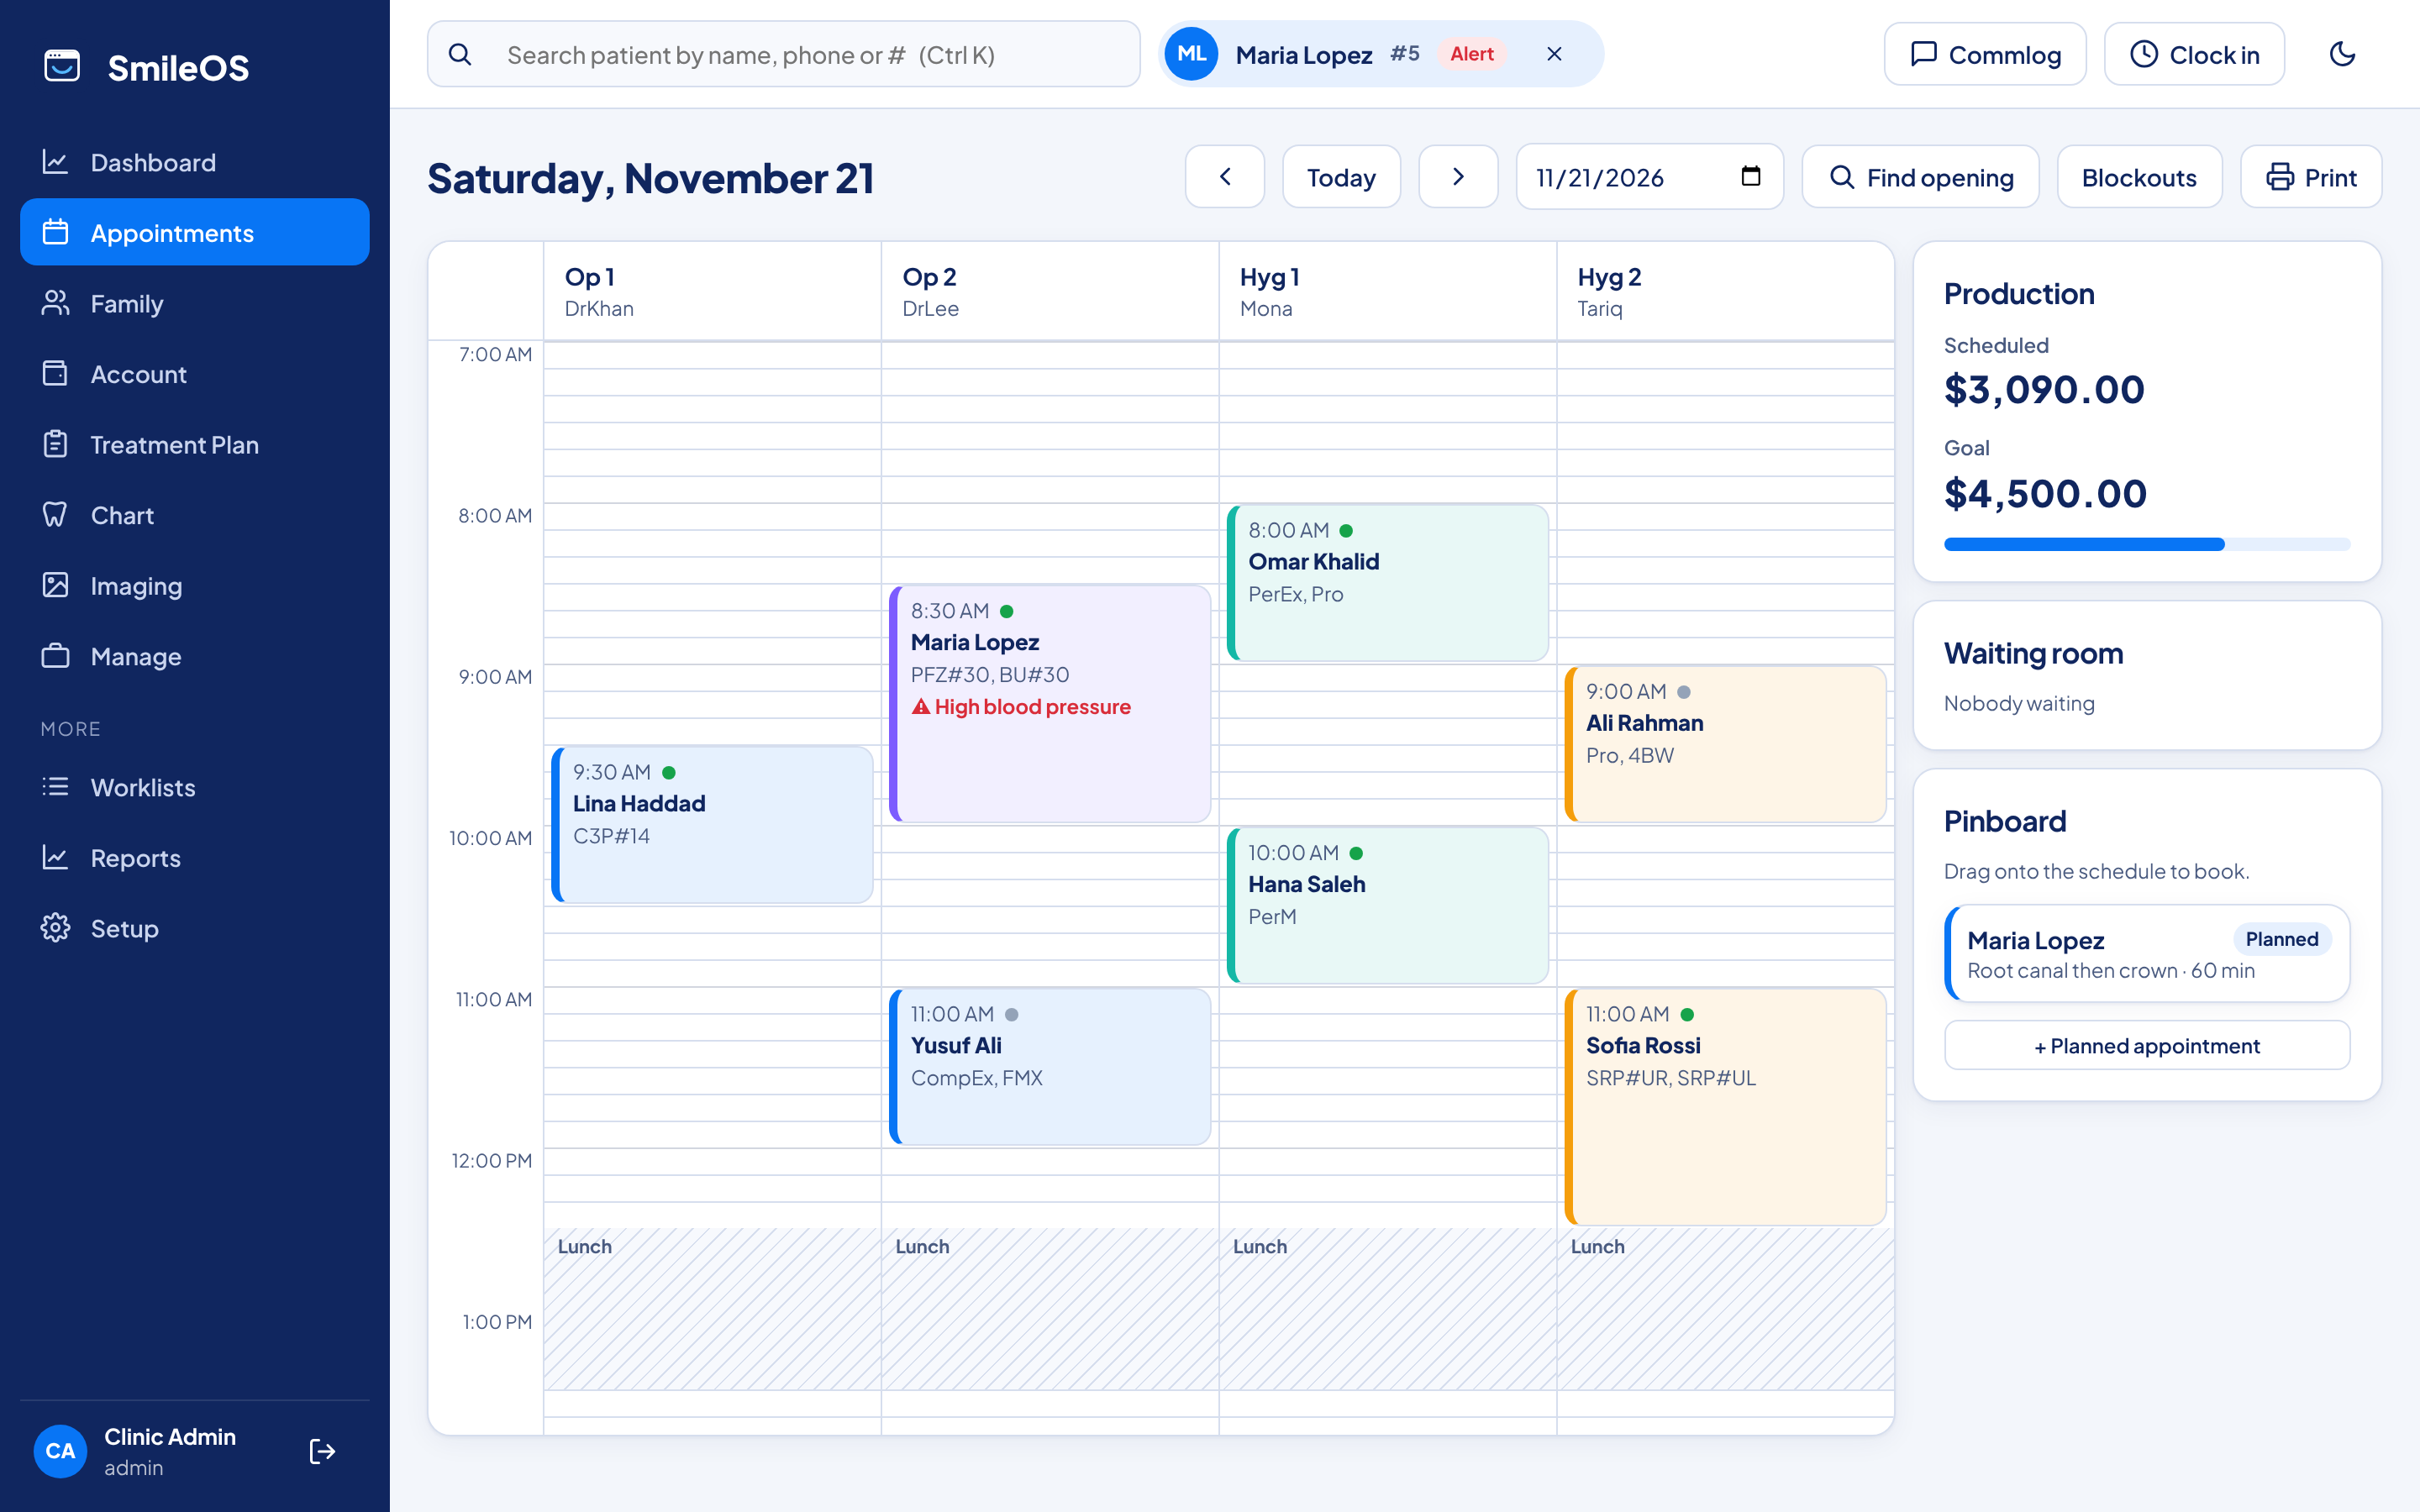 SmileOS
Dashboard
Appointments
Family
Account
Treatment Plan
Chart
Imaging
Manage
MORE
Worklists
Reports
Setup
CA
Clinic Admin
admin
Search patient by name, phone or # (Ctrl K)
ML Maria Lopez #5 Alert
Commlog
Clock in
Saturday, November 21
Today
11/21/2026
Find opening
Blockouts
Print
Op 1
DrKhan
Op 2
DrLee
Hyg 1
Mona
Hyg 2
Tariq
7:00 AM
8:00 AM
9:00 AM
10:00 AM
11:00 AM
12:00 PM
1:00 PM
9:30 AM
Lina Haddad
C3P#14
Lunch
8:30 AM
Maria Lopez
PFZ#30, BU#30
High blood pressure
11:00 AM
Yusuf Ali
CompEx, FMX
Lunch
8:00 AM
Omar Khalid
PerEx, Pro
10:00 AM
Hana Saleh
PerM
Lunch
9:00 AM
Ali Rahman
Pro, 4BW
11:00 AM
Sofia Rossi
SRP#UR, SRP#UL
Lunch
Production
Scheduled
$3,090.00
Goal
$4,500.00
Waiting room
Nobody waiting
Pinboard
Drag onto the schedule to book.
Maria Lopez Planned
Root canal then crown · 60 min
+ Planned appointment